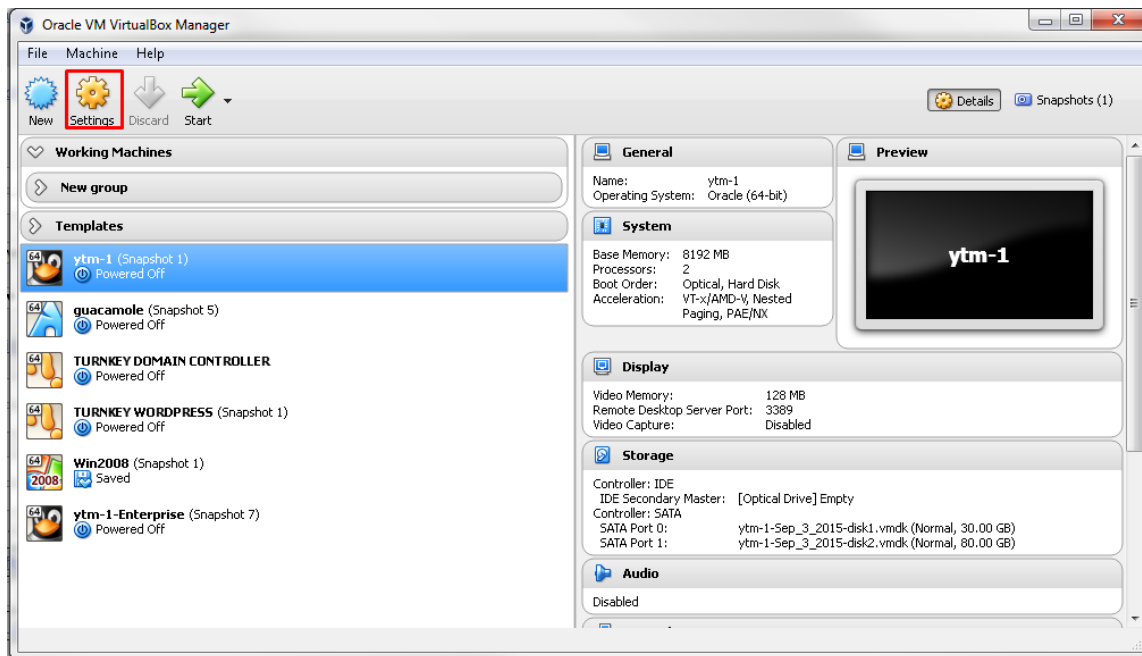 Oracle VM VirtualBox Manager
File Machine Help
New Settings Discard Start
Details Snapshots (1)
Working Machines
New group
Templates
64 ytm-1 (Snapshot 1)
Powered Off
64 guacamole (Snapshot 5)
Powered Off
64 TURNKEY DOMAIN CONTROLLER
Powered Off
64 TURNKEY WORDPRESS (Snapshot 1)
Powered Off
64 Win2008 (Snapshot 1)
2008 Saved
64 ytm-1-Enterprise (Snapshot 7)
Powered Off
General
Name: ytm-1
Operating System: Oracle (64-bit)
System
Base Memory: 8192 MB
Processors: 2
Boot Order: Optical, Hard Disk
Acceleration: VT-x/AMD-V, Nested
Paging, PAE/NX
Preview
ytm-1
Display
Video Memory: 128 MB
Remote Desktop Server Port: 3389
Video Capture: Disabled
Storage
Controller: IDE
IDE Secondary Master: [Optical Drive] Empty
Controller: SATA
SATA Port 0: ytm-1-Sep_3_2015-disk1.vmdk (Normal, 30.00 GB)
SATA Port 1: ytm-1-Sep_3_2015-disk2.vmdk (Normal, 80.00 GB)
Audio
Disabled